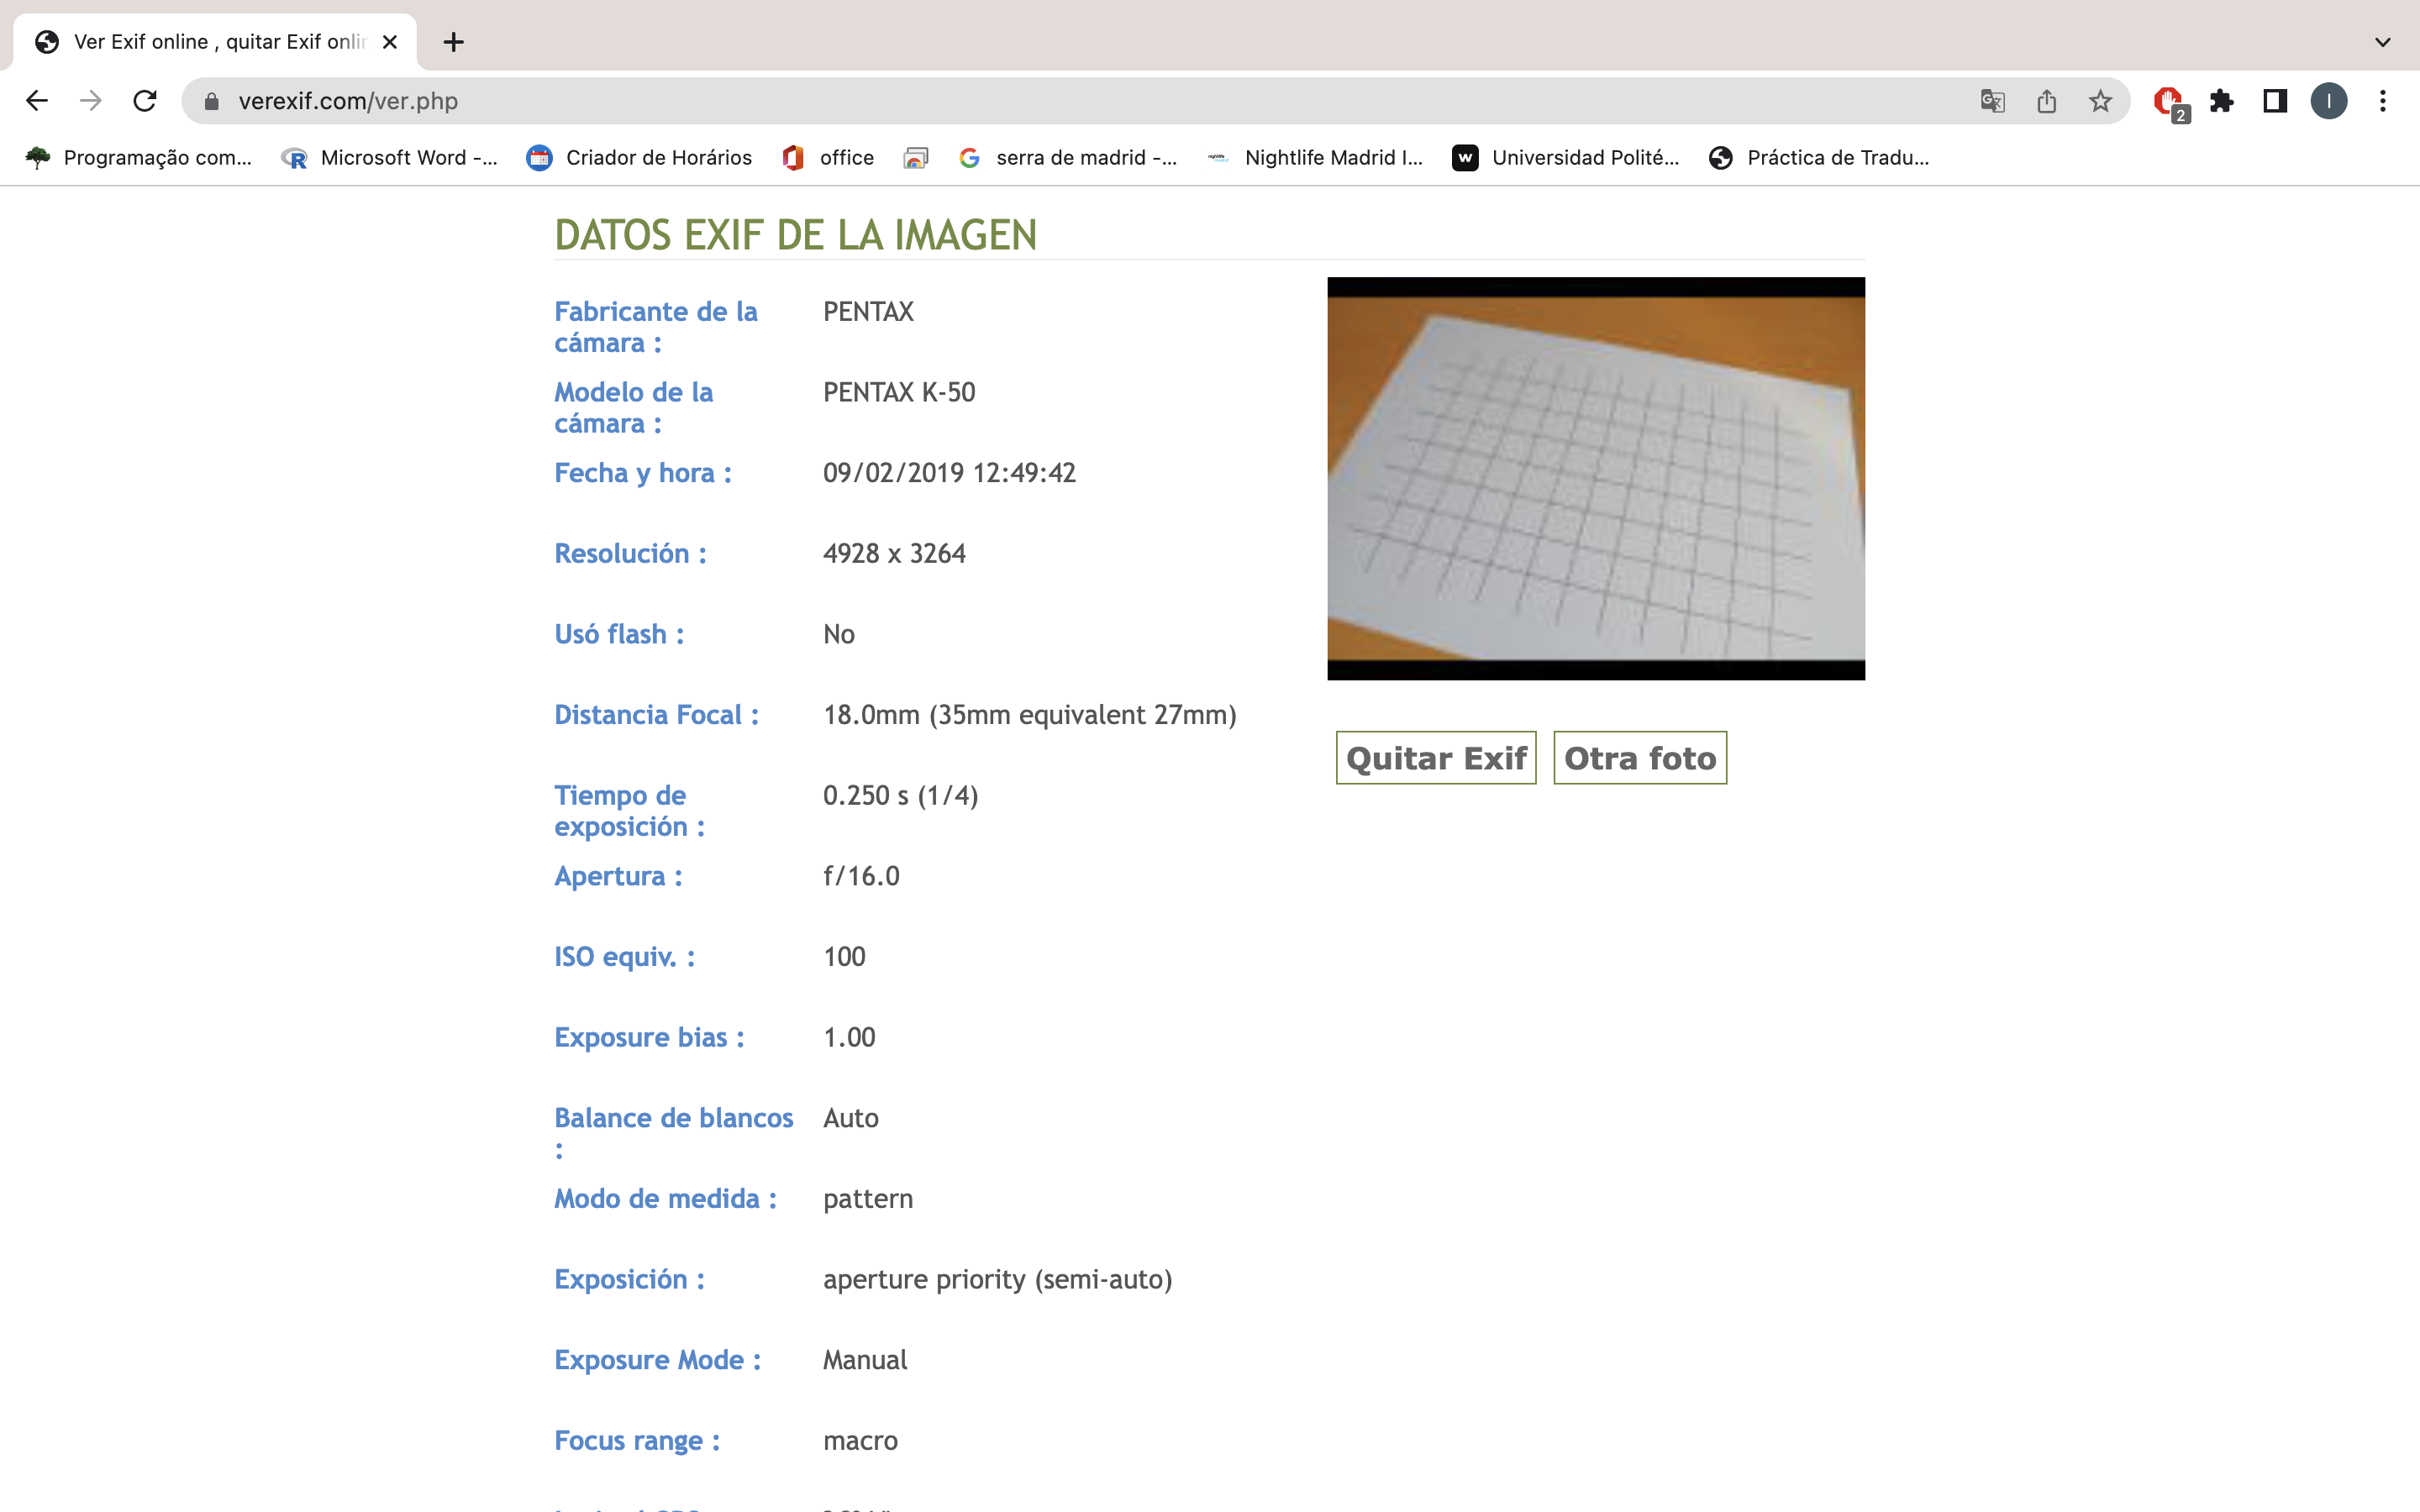 Ver Exif online , quitar Exif onlin
verexif.com/ver.php
2
I
Programação com...
Microsoft Word -...
Criador de Horários
office
serra de madrid -...
Nightlife Madrid I...
Universidad Polité...
Práctica de Tradu...
DATOS EXIF DE LA IMAGEN
Fabricante de la cámara : PENTAX
Modelo de la cámara : PENTAX K-50
Fecha y hora : 09/02/2019 12:49:42
Resolución : 4928 x 3264
Usó flash : No
Distancia Focal : 18.0mm (35mm equivalent 27mm)
Tiempo de exposición : 0.250 s (1/4)
Apertura : f/16.0
ISO equiv. : 100
Exposure bias : 1.00
Balance de blancos : Auto
Modo de medida : pattern
Exposición : aperture priority (semi-auto)
Exposure Mode : Manual
Focus range : macro
Quitar Exif
Otra foto